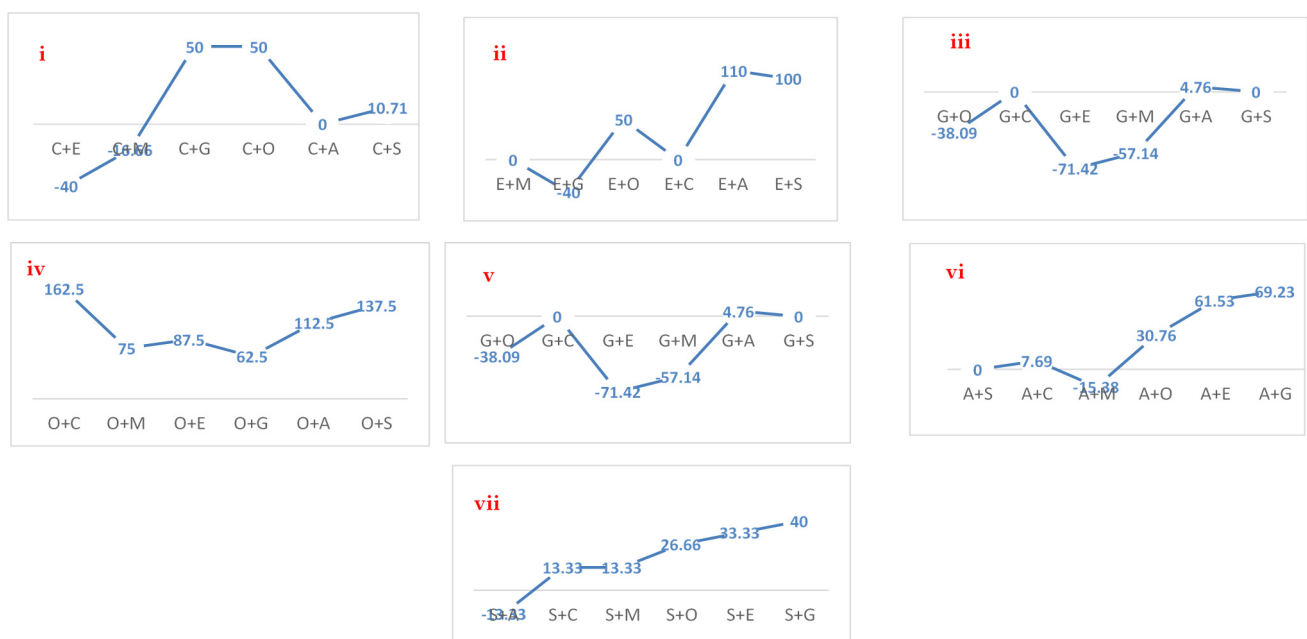 i
50 50
10.71
0
C+E C+M C+G C+O C+A C+S
-16.66
-40
ii
110
100
50
0 0
E+M E+G E+O E+C E+A E+S
-40
iii
4.76
0 0
G+O G+C G+E G+M G+A G+S
-38.09
-57.14
-71.42
iv
162.5
137.5
112.5
87.5
75
62.5
O+C O+M O+E O+G O+A O+S
v
4.76
0 0
G+O G+C G+E G+M G+A G+S
-38.09
-57.14
-71.42
vi
69.23
61.53
30.76
7.69
0
-15.38
A+S A+C A+M A+O A+E A+G
vii
40
33.33
26.66
13.33 13.33
-13.33
S+A S+C S+M S+O S+E S+G